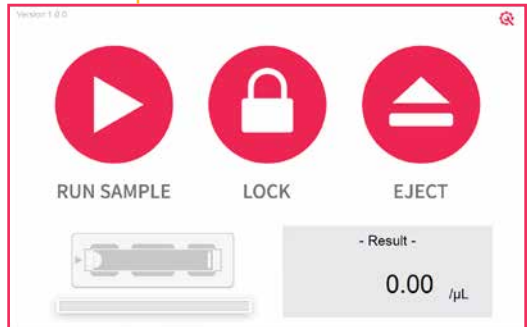 Version 1.0.0
RUN SAMPLE LOCK EJECT
- Result -
0.00 /µL